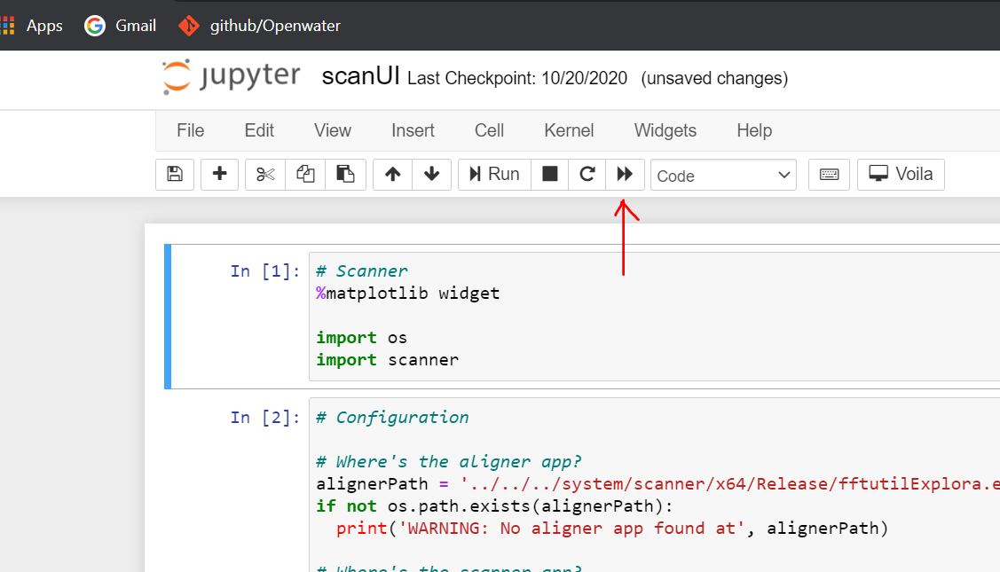 Apps Gmail github/Openwater
jupyter scanUI Last Checkpoint: 10/20/2020 (unsaved changes)
File Edit View Insert Cell Kernel Widgets Help
Run Code Voila
In [1]: # Scanner
%matplotlib widget
import os
import scanner
In [2]: # Configuration
# Where's the aligner app?
alignerPath = '../../../system/scanner/x64/Release/fftutilExplora.e
if not os.path.exists(alignerPath):
print('WARNING: No aligner app found at', alignerPath)
# Where's the scanner app?